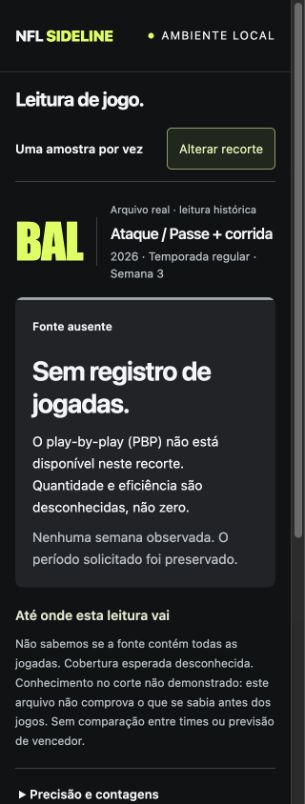 NFL SIDELINE
AMBIENTE LOCAL
Leitura de jogo.
Uma amostra por vez
Alterar recorte
BAL
Arquivo real · leitura histórica
Ataque / Passe + corrida
2026 · Temporada regular ·
Semana 3
Fonte ausente
Sem registro de
jogadas.
O play-by-play (PBP) não está
disponível neste recorte.
Quantidade e eficiência são
desconhecidas, não zero.
Nenhuma semana observada. O
período solicitado foi preservado.
Até onde esta leitura vai
Não sabemos se a fonte contém todas as
jogadas. Cobertura esperada desconhecida.
Conhecimento no corte não demonstrado: este
arquivo não comprova o que se sabia antes dos
jogos. Sem comparação entre times ou previsão
de vencedor.
Precisão e contagens